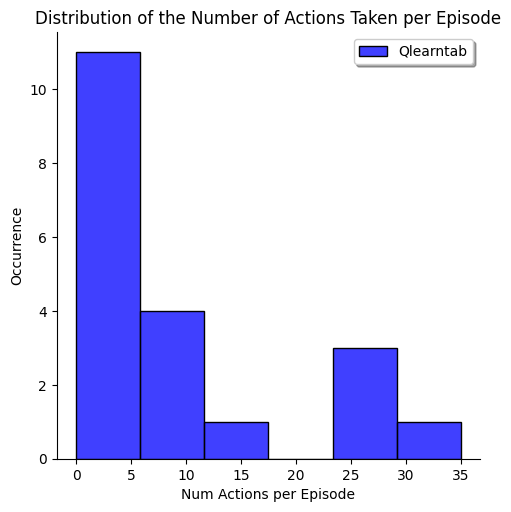 Distribution of the Number of Actions Taken per Episode
Qlearntab
Occurrence
10
8
6
4
2
0
0 5 10 15 20 25 30 35
Num Actions per Episode